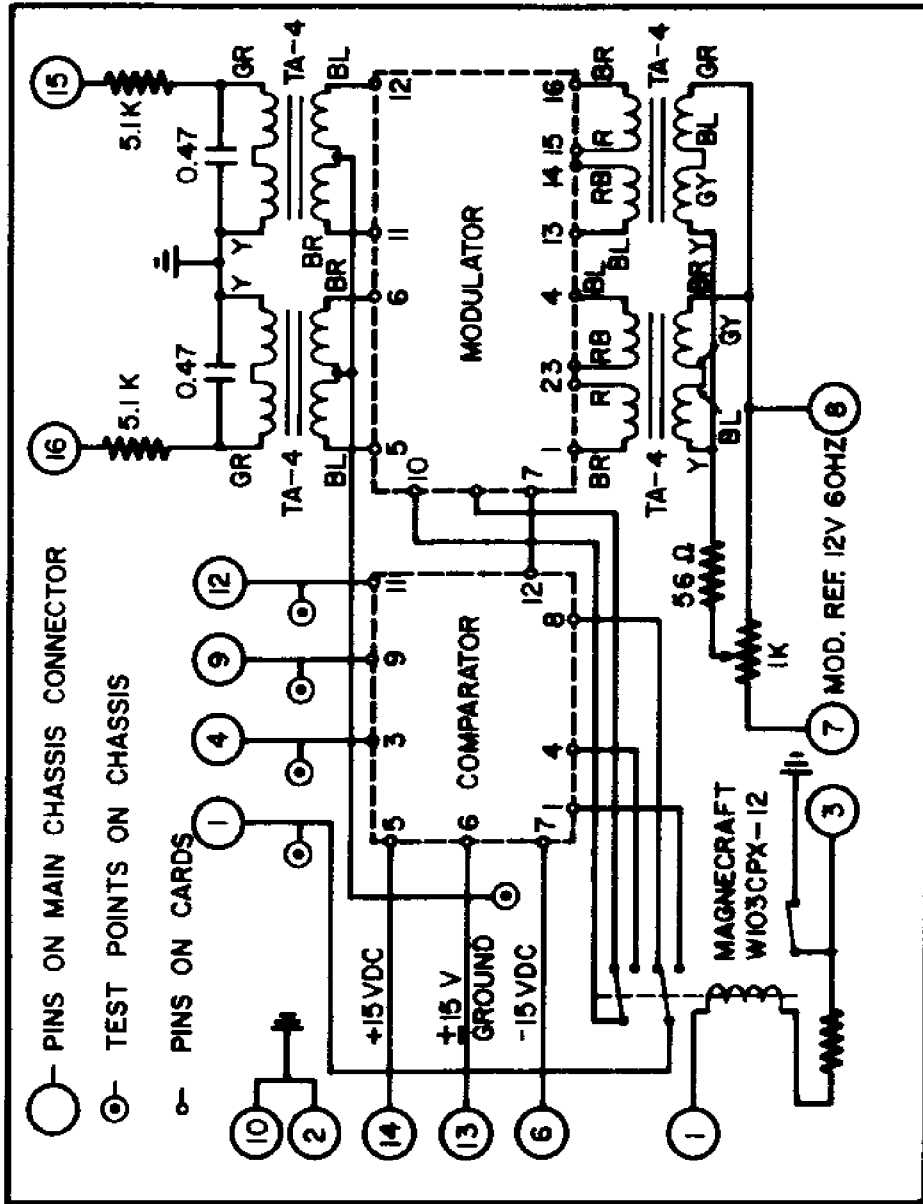 PINS ON MAIN CHASSIS CONNECTOR
TEST POINTS ON CHASSIS
PINS ON CARDS
16
15
5.1 K
5.1 K
0.47
0.47
GR
Y
Y
GR
TA-4
TA-4
BL
BR
BR
BL
12
9
4
1
10
2
14
13
6
+15 VDC
±15 V
GROUND
-15 VDC
5
6
7
3
9
11
COMPARATOR
12
1
4
8
5
6
11
12
10
7
MODULATOR
1
23
4
13
14
15
16
BR
R
RB
BL
BL
RB
R
BR
TA-4
TA-4
Y
BL
GY
BR
Y
GY
BL
GR
56 Ω
1K
7
MOD. REF. 12V 60HZ
8
MAGNECRAFT
W103CPX-12
1
3